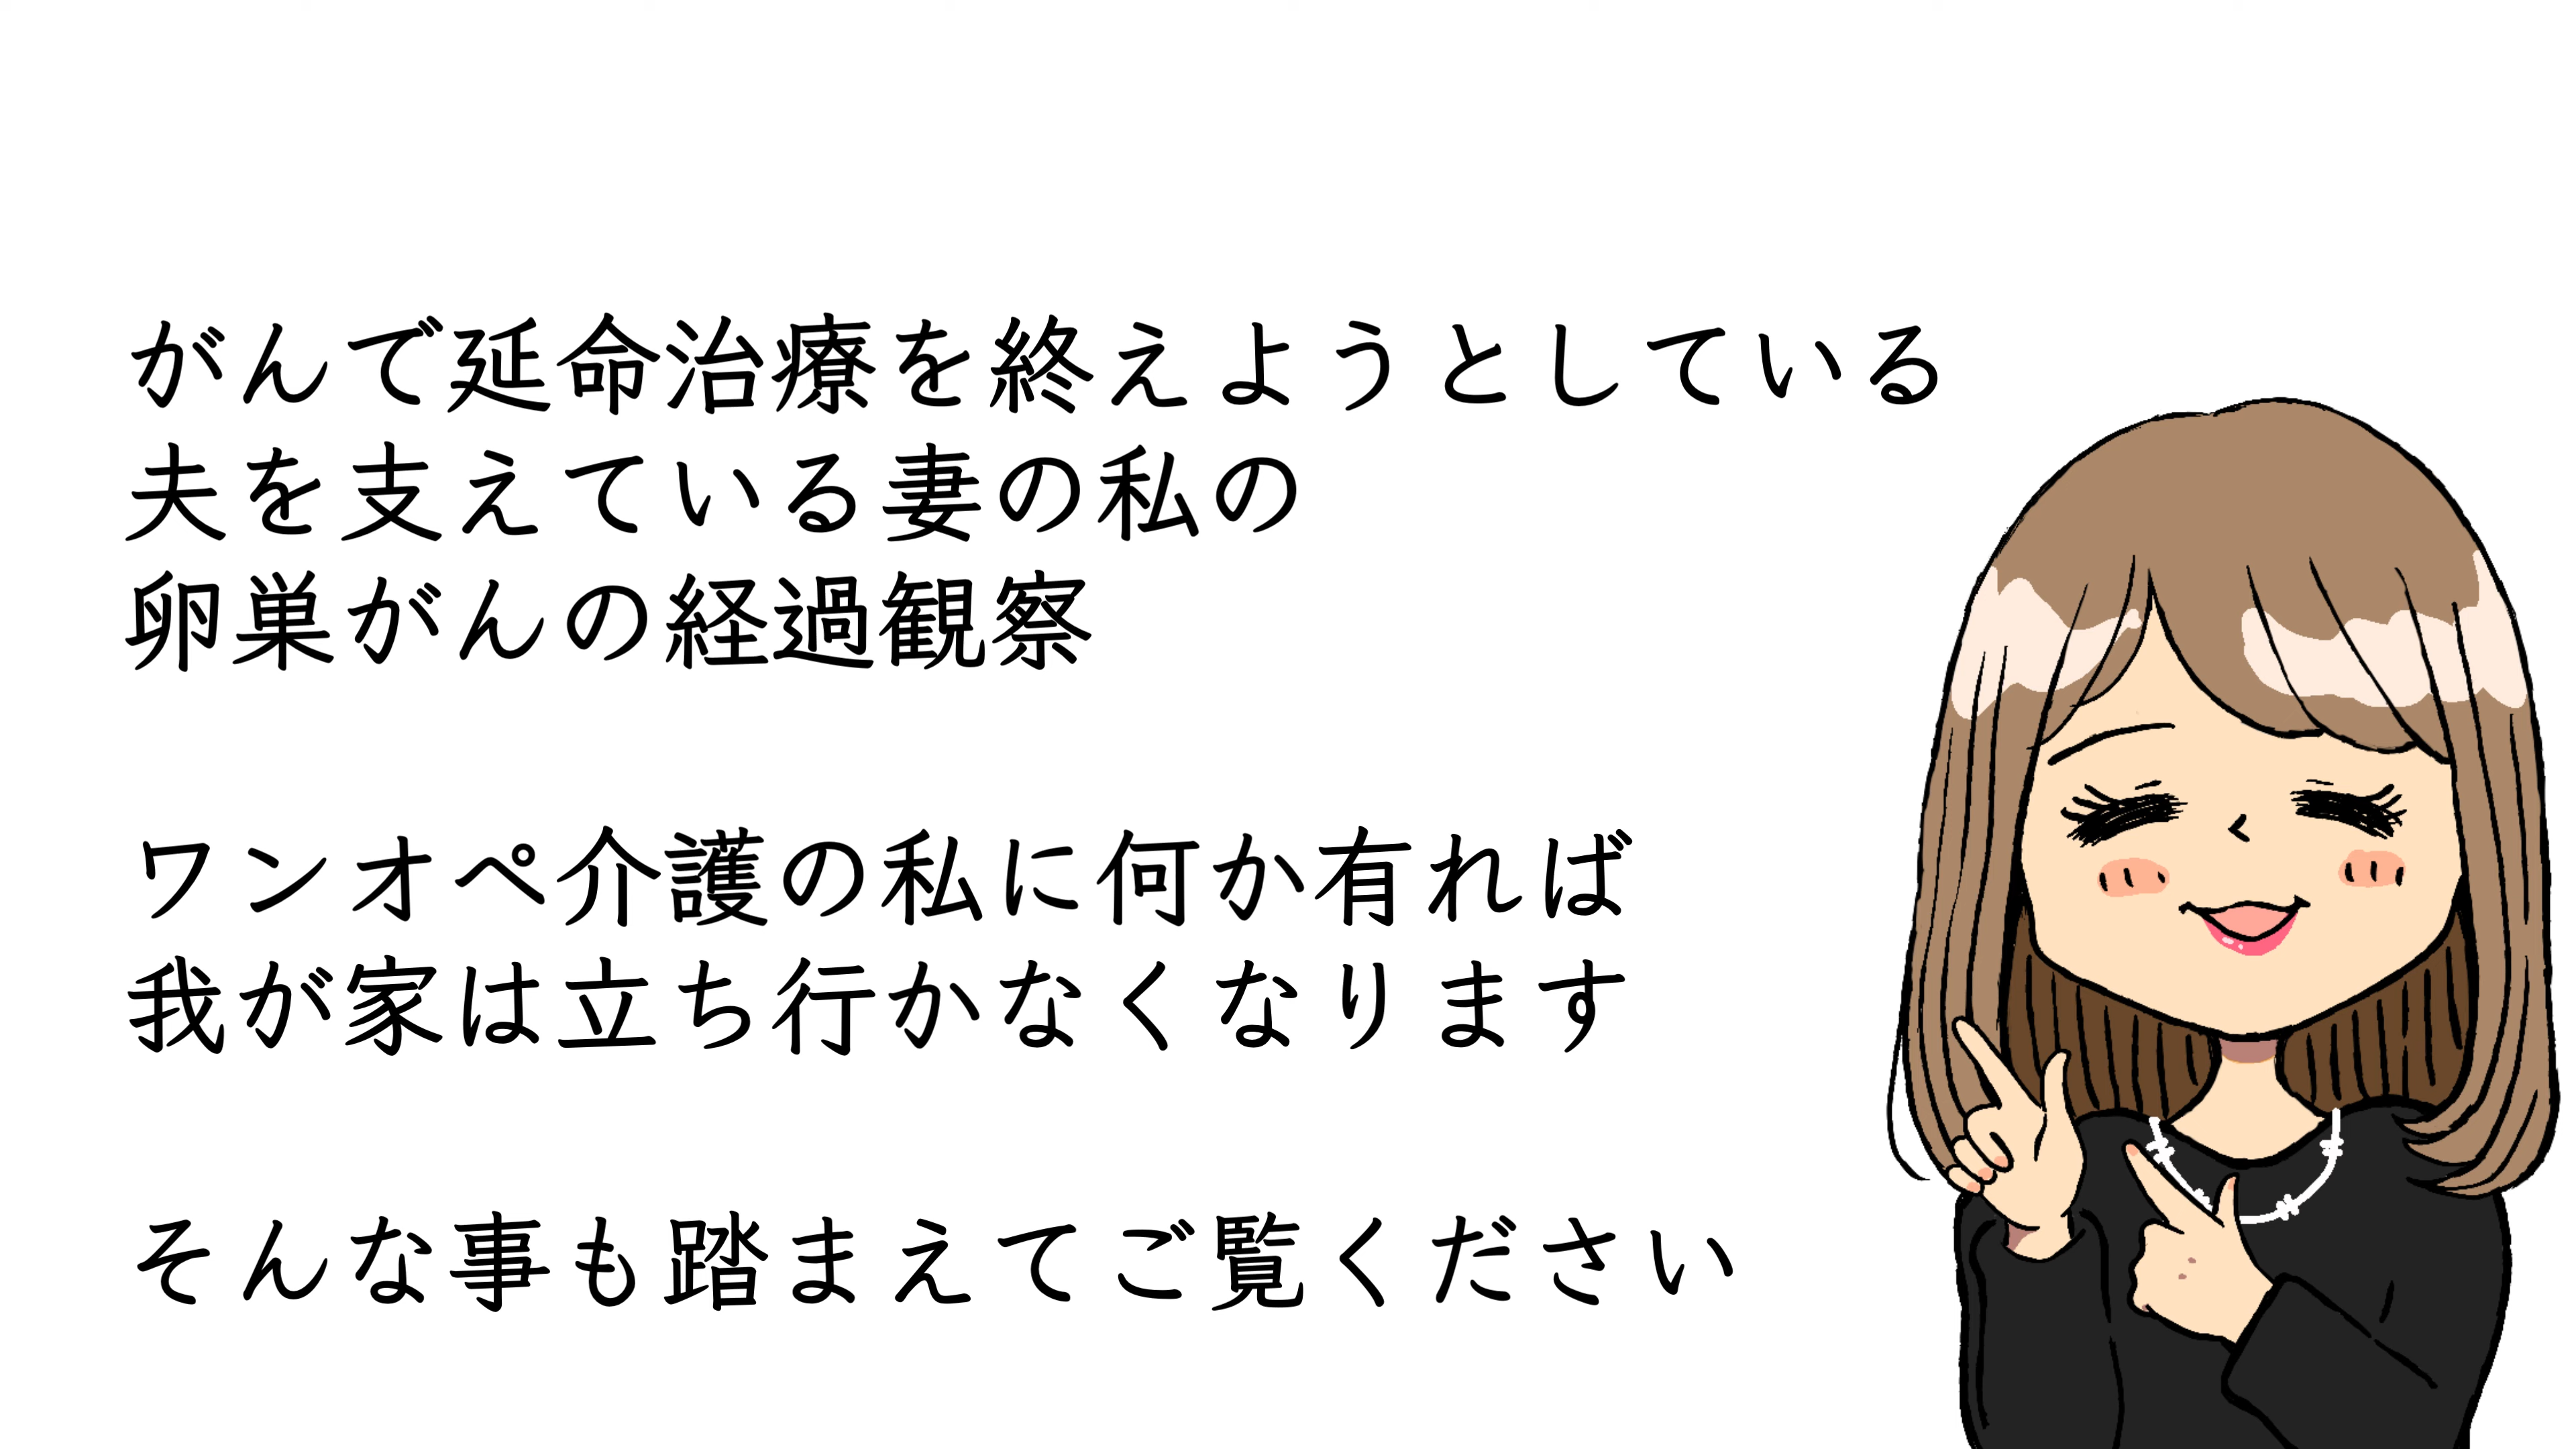 がんで延命治療を終えようとしている
夫を支えている妻の私の
卵巣がんの経過観察
ワンオペ介護の私に何か有れば
我が家は立ち行かなくなります
そんな事も踏まえてご覧ください